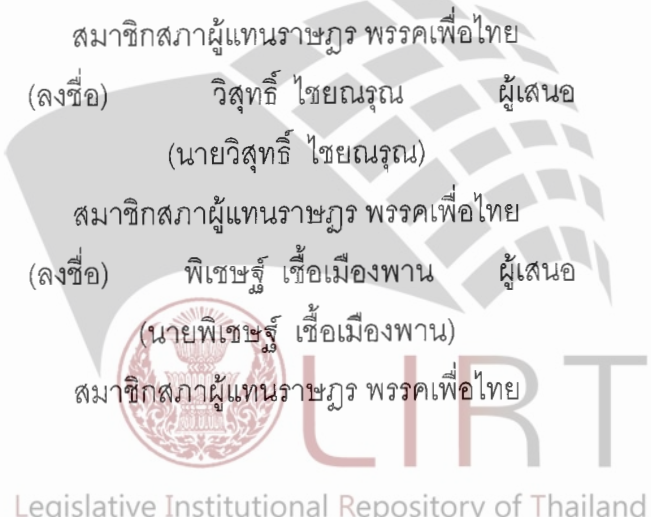 สมาชิกสภาผู้แทนราษฎร พรรคเพื่อไทย
(ลงชื่อ) วิสุทธิ์ ไชยณรุณ ผู้เสนอ
(นายวิสุทธิ์ ไชยณรุณ)
สมาชิกสภาผู้แทนราษฎร พรรคเพื่อไทย
(ลงชื่อ) พิเชษฐ์ เชื้อเมืองพาน ผู้เสนอ
(นายพิเชษฐ์ เชื้อเมืองพาน)
สมาชิกสภาผู้แทนราษฎร พรรคเพื่อไทย
LIRT
Legislative Institutional Repository of Thailand